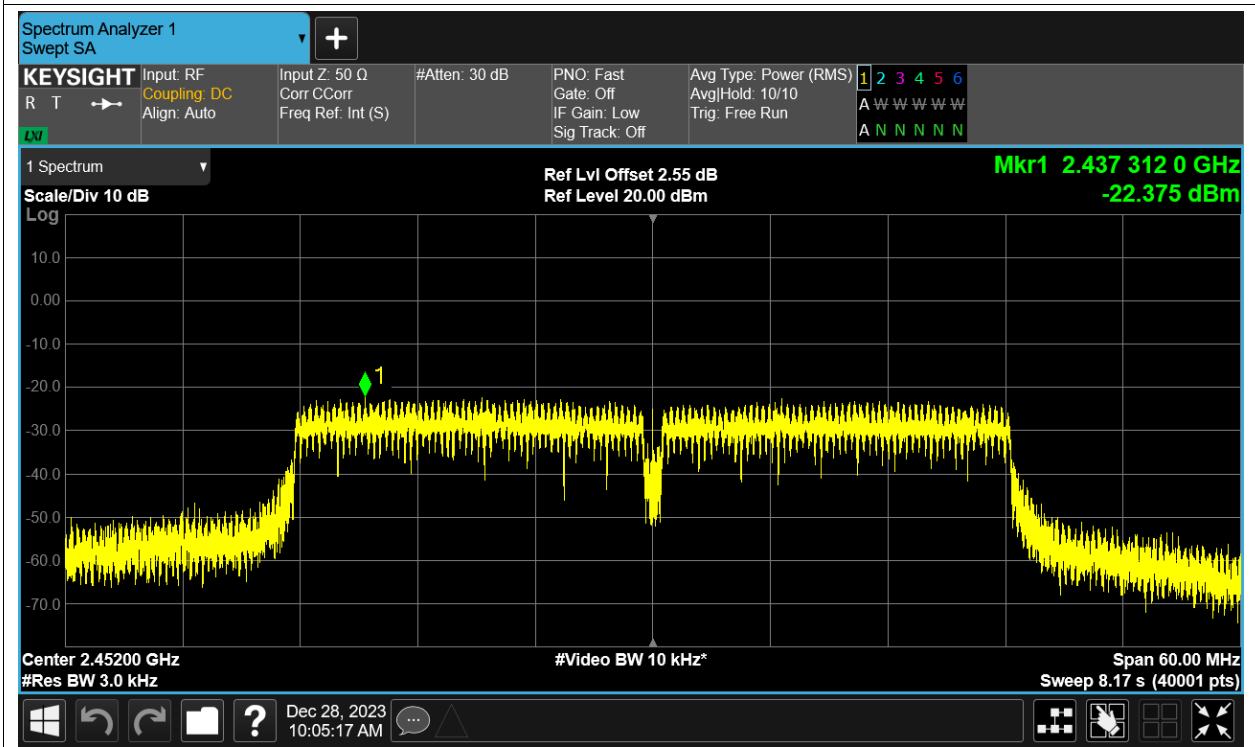 Spectrum Analyzer 1
Swept SA
KEYSIGHT
R T
LXI
Input: RF
Coupling: DC
Align: Auto
Input Z: 50 Ω
Corr CCorr
Freq Ref: Int (S)
#Atten: 30 dB
PNO: Fast
Gate: Off
IF Gain: Low
Sig Track: Off
Avg Type: Power (RMS)
Avg|Hold: 10/10
Trig: Free Run
1 2 3 4 5 6
A W W W W W
A N N N N N
1 Spectrum
Scale/Div 10 dB
Log
Ref Lvl Offset 2.55 dB
Ref Level 20.00 dBm
Mkr1 2.437 312 0 GHz
-22.375 dBm
10.0
0.00
-10.0
-20.0
-30.0
-40.0
-50.0
-60.0
-70.0
1
Center 2.45200 GHz
#Res BW 3.0 kHz
#Video BW 10 kHz*
Span 60.00 MHz
Sweep 8.17 s (40001 pts)
?
Dec 28, 2023
10:05:17 AM